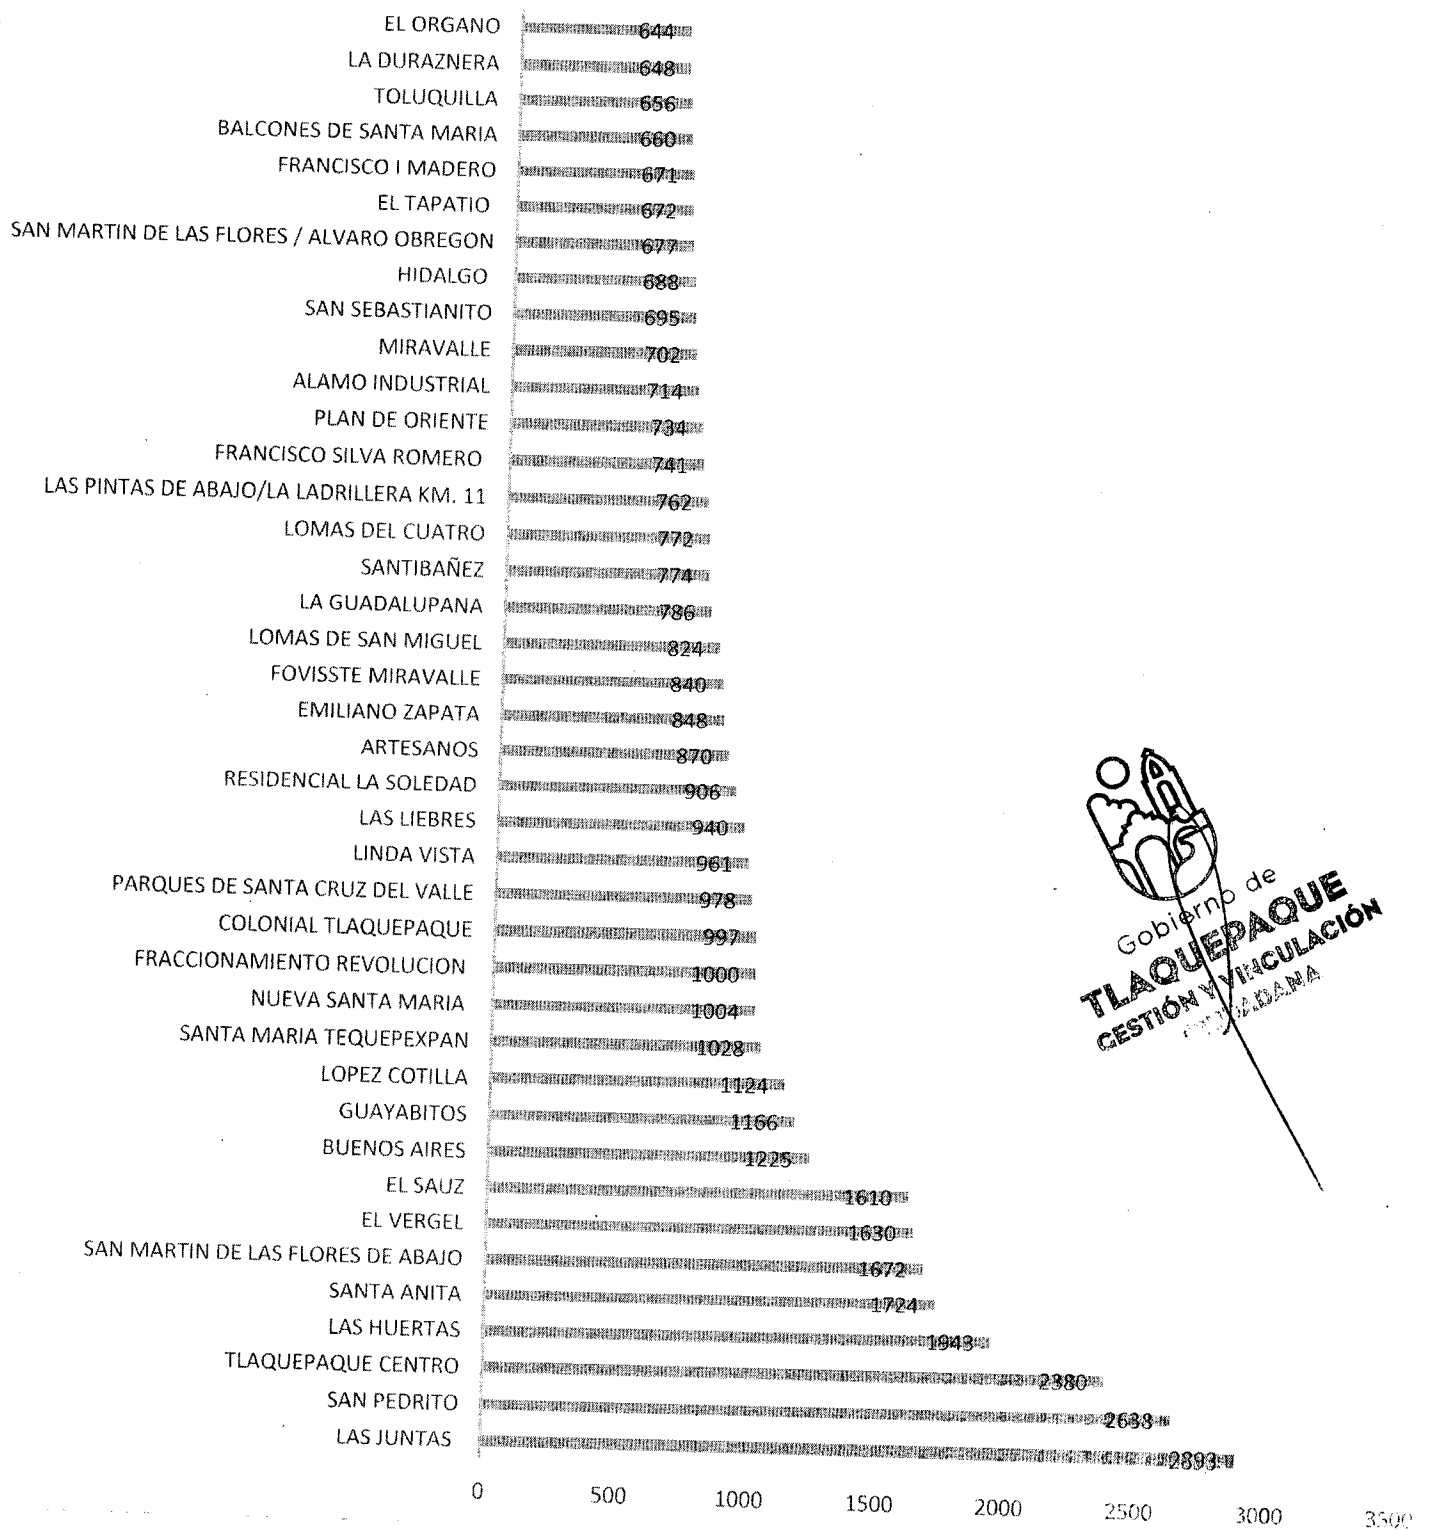 EL ORGANO 644
LA DURAZNERA 648
TOLUQUILLA 656
BALCONES DE SANTA MARIA 660
FRANCISCO I MADERO 671
EL TAPATIO 672
SAN MARTIN DE LAS FLORES / ALVARO OBREGON 677
HIDALGO 688
SAN SEBASTIANITO 695
MIRAVALLE 702
ALAMO INDUSTRIAL 714
PLAN DE ORIENTE 734
FRANCISCO SILVA ROMERO 741
LAS PINTAS DE ABAJO/LA LADRILLERA KM. 11 762
LOMAS DEL CUATRO 772
SANTIBAÑEZ 774
LA GUADALUPANA 786
LOMAS DE SAN MIGUEL 824
FOVISSTE MIRAVALLE 840
EMILIANO ZAPATA 848
ARTESANOS 870
RESIDENCIAL LA SOLEDAD 906
LAS LIEBRES 940
LINDA VISTA 961
PARQUES DE SANTA CRUZ DEL VALLE 978
COLONIAL TLAQUEPAQUE 997
FRACCIONAMIENTO REVOLUCION 1000
NUEVA SANTA MARIA 1004
SANTA MARIA TEQUEPEXPAN 1028
LOPEZ COTILLA 1124
GUAYABITOS 1166
BUENOS AIRES 1225
EL SAUZ 1610
EL VERGEL 1630
SAN MARTIN DE LAS FLORES DE ABAJO 1672
SANTA ANITA 1724
LAS HUERTAS 1943
TLAQUEPAQUE CENTRO 2380
SAN PEDRITO 2638
LAS JUNTAS 2893
0 500 1000 1500 2000 2500 3000 3500
Gobierno de
TLAQUEPAQUE
GESTIÓN Y VINCULACIÓN
CIUDADANA